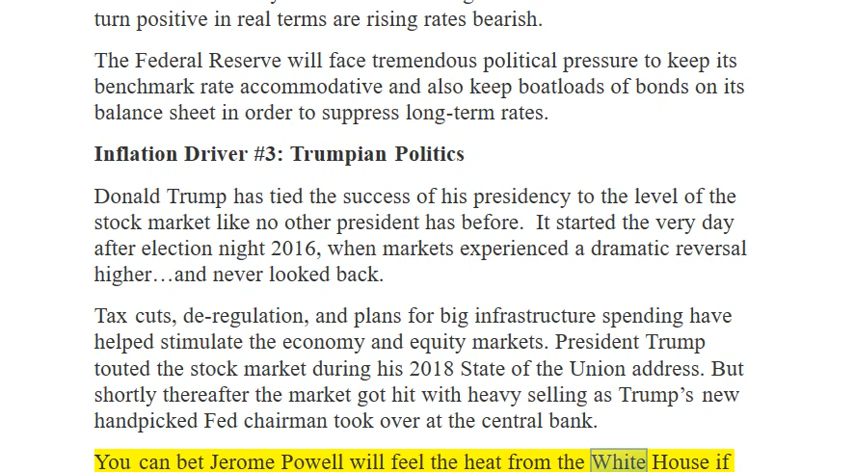 turn positive in real terms are rising rates bearish.
The Federal Reserve will face tremendous political pressure to keep its
benchmark rate accommodative and also keep boatloads of bonds on its
balance sheet in order to suppress long-term rates.
Inflation Driver #3: Trumpian Politics
Donald Trump has tied the success of his presidency to the level of the
stock market like no other president has before.  It started the very day
after election night 2016, when markets experienced a dramatic reversal
higher…and never looked back.
Tax cuts, de-regulation, and plans for big infrastructure spending have
helped stimulate the economy and equity markets. President Trump
touted the stock market during his 2018 State of the Union address. But
shortly thereafter the market got hit with heavy selling as Trump’s new
handpicked Fed chairman took over at the central bank.
You can bet Jerome Powell will feel the heat from the White House if